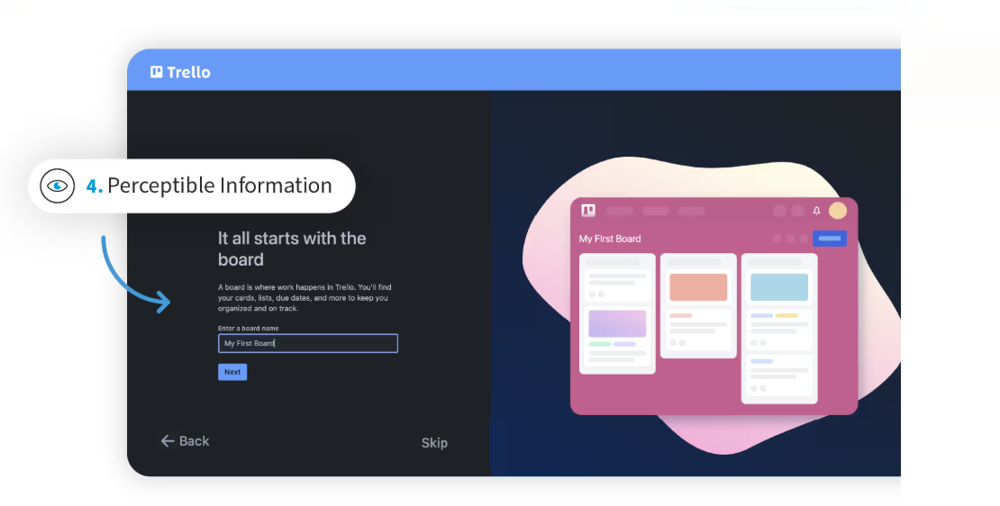 Trello
4. Perceptible Information
It all starts with the
board
A board is where work happens in Trello. You'll find
your cards, lists, due dates, and more to keep you
organized and on track.
Enter a board name
My First Board
Next
Back
Skip
My First Board